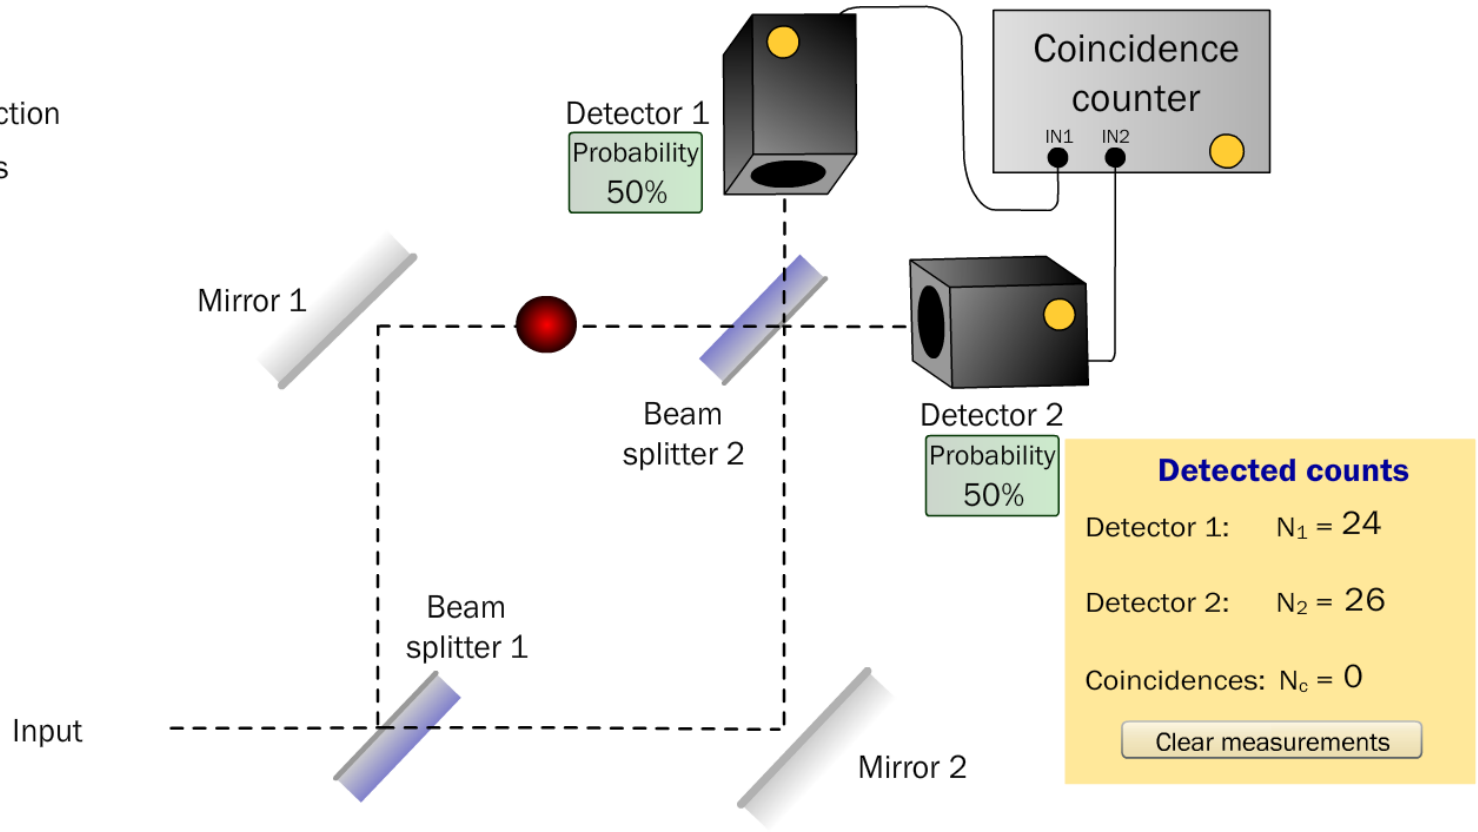 ction
s
Detector 1
Probability
50%
Coincidence
counter
IN1 IN2
Mirror 1
Beam
splitter 2
Detector 2
Probability
50%
Detected counts
Detector 1: N₁ = 24
Detector 2: N₂ = 26
Coincidences: N꜀ = 0
Clear measurements
Beam
splitter 1
Input
Mirror 2